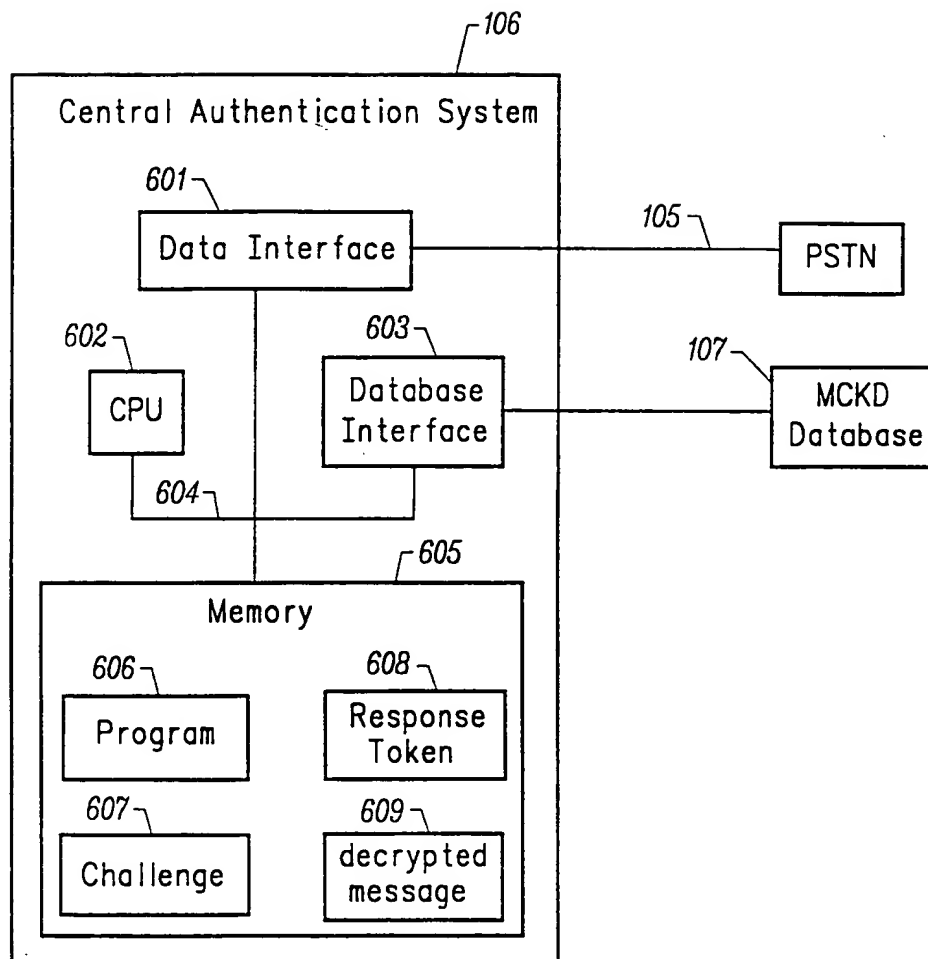 106
Central Authentication System
601
Data Interface
105
PSTN
602
CPU
603
Database
Interface
107
MCKD
Database
604
605
Memory
606
Program
608
Response
Token
607
Challenge
609
decrypted
message